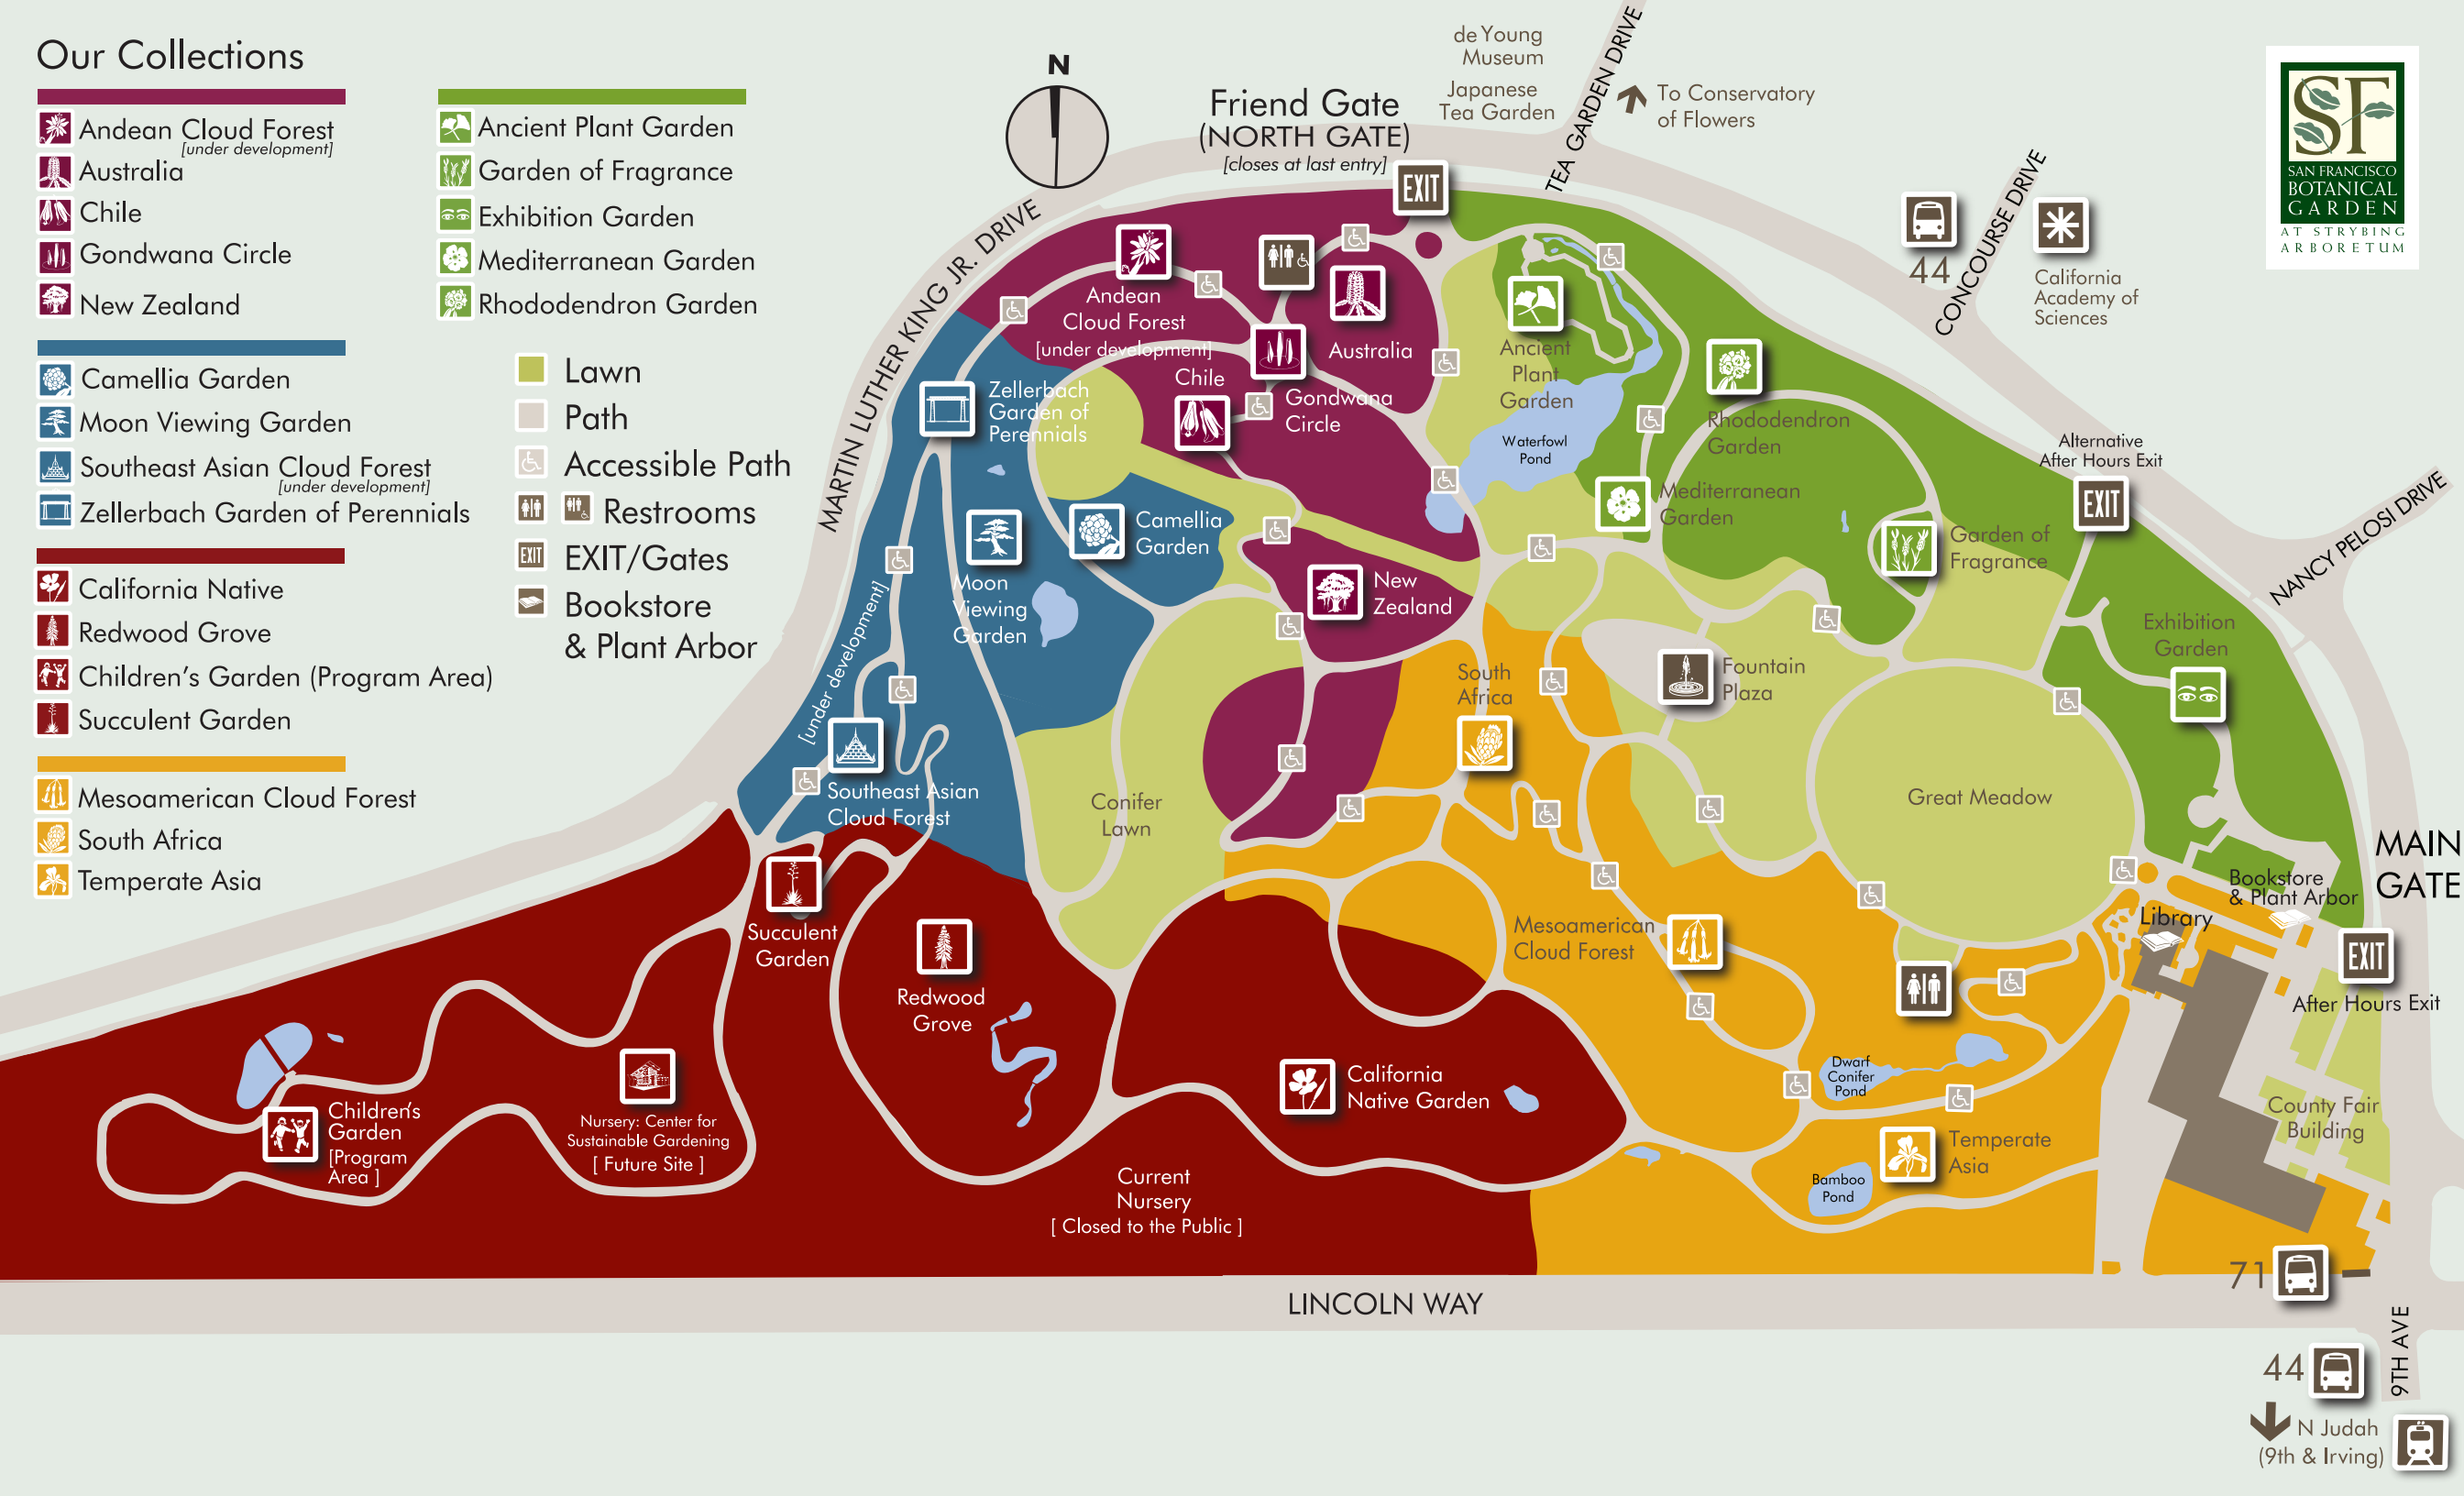 Our Collections
Andean Cloud Forest
[under development]
Australia
Chile
Gondwana Circle
New Zealand
Camellia Garden
Moon Viewing Garden
Southeast Asian Cloud Forest
[under development]
Zellerbach Garden of Perennials
California Native
Redwood Grove
Children's Garden (Program Area)
Succulent Garden
Mesoamerican Cloud Forest
South Africa
Temperate Asia
Ancient Plant Garden
Garden of Fragrance
Exhibition Garden
Mediterranean Garden
Rhododendron Garden
Lawn
Path
Accessible Path
Restrooms
EXIT
EXIT/Gates
Bookstore
& Plant Arbor
N
Friend Gate
(NORTH GATE)
[closes at last entry]
EXIT
de Young
Museum
Japanese
Tea Garden
TEA GARDEN DRIVE
To Conservatory
of Flowers
44
CONCOURSE DRIVE
California
Academy of
Sciences
SF
SAN FRANCISCO
BOTANICAL
GARDEN
AT STRYBING
ARBORETUM
MARTIN LUTHER KING JR. DRIVE
Andean
Cloud Forest
[under development]
Australia
Chile
Gondwana
Circle
Zellerbach
Garden of
Perennials
Ancient
Plant
Garden
Waterfowl
Pond
Rhododendron
Garden
Mediterranean
Garden
Alternative
After Hours Exit
EXIT
NANCY PELOSI DRIVE
Camellia
Garden
Moon
Viewing
Garden
New
Zealand
Garden of
Fragrance
Exhibition
Garden
[under development]
South
Africa
Fountain
Plaza
Southeast Asian
Cloud Forest
Conifer
Lawn
Great Meadow
MAIN
GATE
Bookstore
& Plant Arbor
Library
EXIT
After Hours Exit
Succulent
Garden
Redwood
Grove
Mesoamerican
Cloud Forest
California
Native Garden
Dwarf
Conifer
Pond
Children's
Garden
[Program
Area ]
Nursery: Center for
Sustainable Gardening
[ Future Site ]
Current
Nursery
[ Closed to the Public ]
Temperate
Asia
Bamboo
Pond
County Fair
Building
71
LINCOLN WAY
9TH AVE
44
N Judah
(9th & Irving)